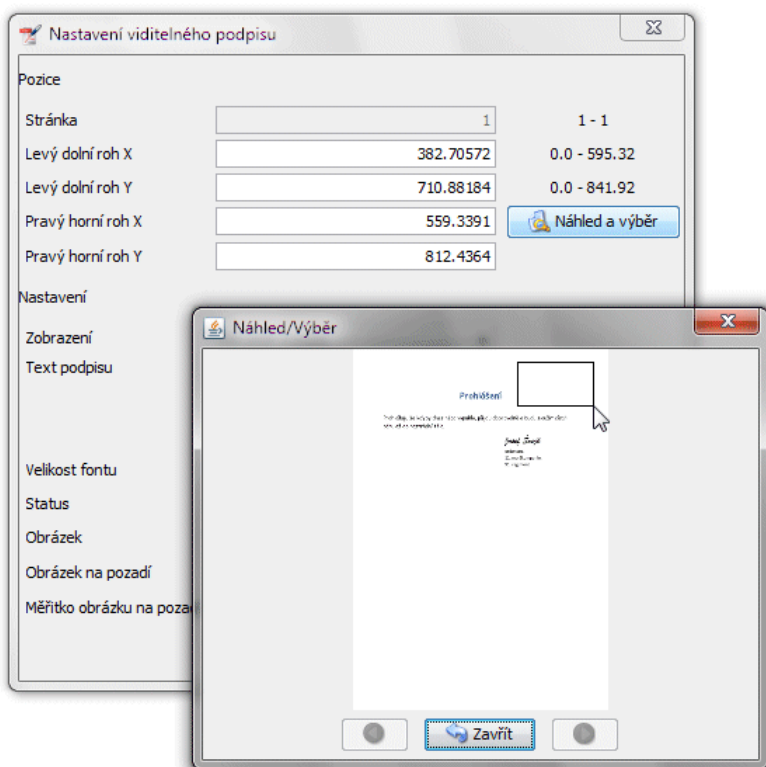 Nastavení viditelného podpisu
Pozice
Stránka 1 1 - 1
Levý dolní roh X 382.70572 0.0 - 595.32
Levý dolní roh Y 710.88184 0.0 - 841.92
Pravý horní roh X 559.3391 Náhled a výběr
Pravý horní roh Y 812.4364
Nastavení
Náhled/Výběr
Zobrazení
Text podpisu
Prohlášení
Velikost fontu
Status
Obrázek
Obrázek na pozadí
Měřítko obrázku na poza
Zavřít